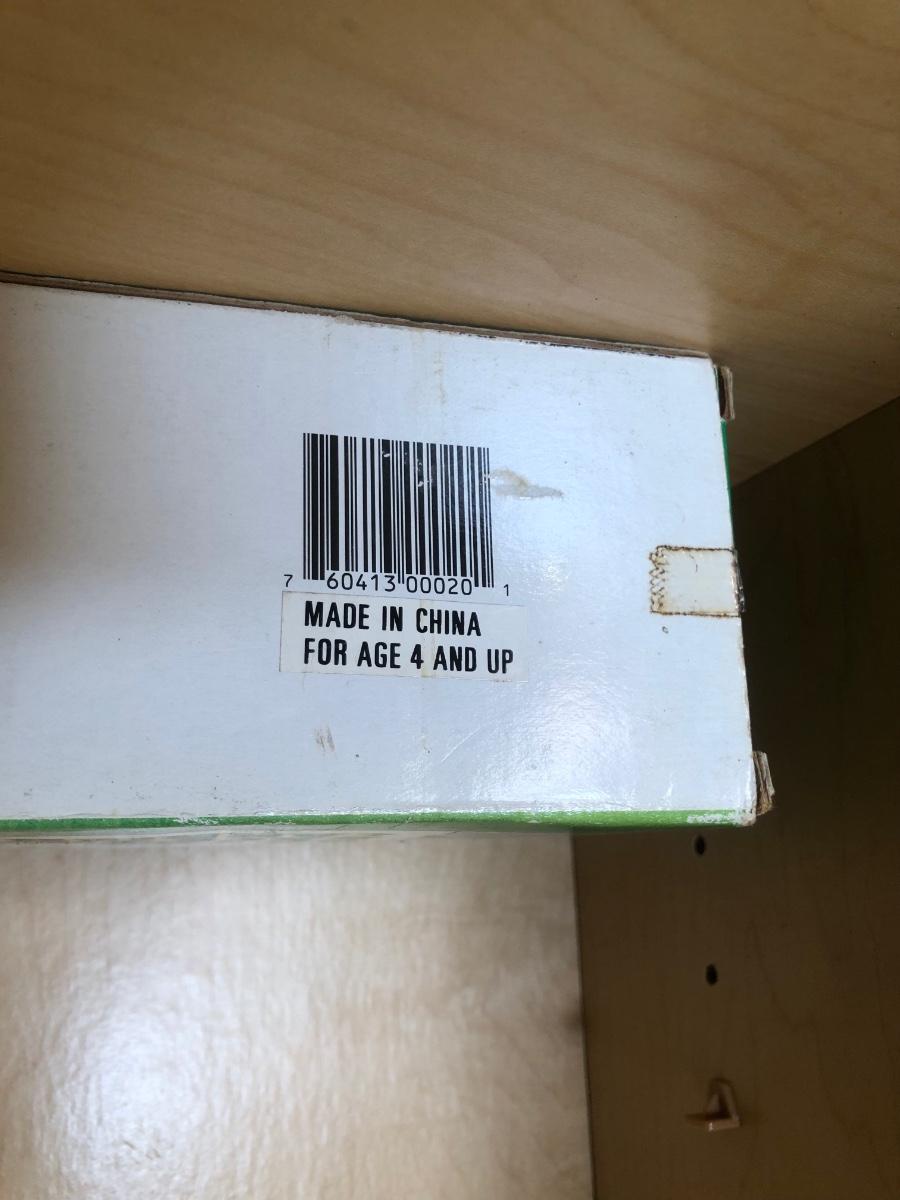 7 60413 00020 1
MADE IN CHINA
FOR AGE 4 AND UP